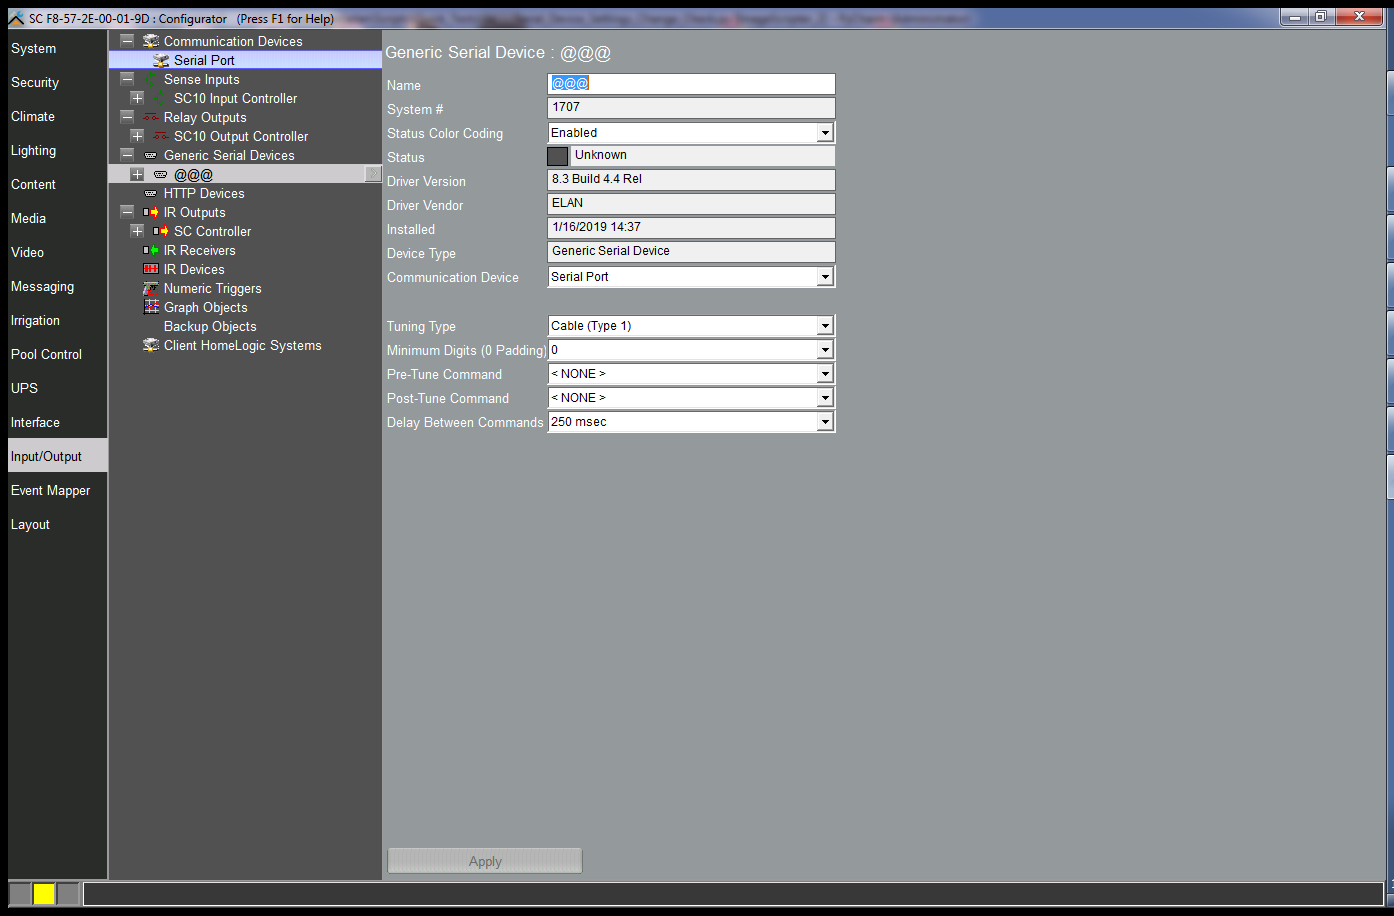 SC F8-57-2E-00-01-9D : Configurator (Press F1 for Help)
System
Security
Climate
Lighting
Content
Media
Video
Messaging
Irrigation
Pool Control
UPS
Interface
Input/Output
Event Mapper
Layout
Communication Devices
Serial Port
Sense Inputs
SC10 Input Controller
Relay Outputs
SC10 Output Controller
Generic Serial Devices
@@@
HTTP Devices
IR Outputs
SC Controller
IR Receivers
IR Devices
Numeric Triggers
Graph Objects
Backup Objects
Client HomeLogic Systems
Generic Serial Device : @@@
Name @@@
System # 1707
Status Color Coding Enabled
Status Unknown
Driver Version 8.3 Build 4.4 Rel
Driver Vendor ELAN
Installed 1/16/2019 14:37
Device Type Generic Serial Device
Communication Device Serial Port
Tuning Type Cable (Type 1)
Minimum Digits (0 Padding) 0
Pre-Tune Command < NONE >
Post-Tune Command < NONE >
Delay Between Commands 250 msec
Apply